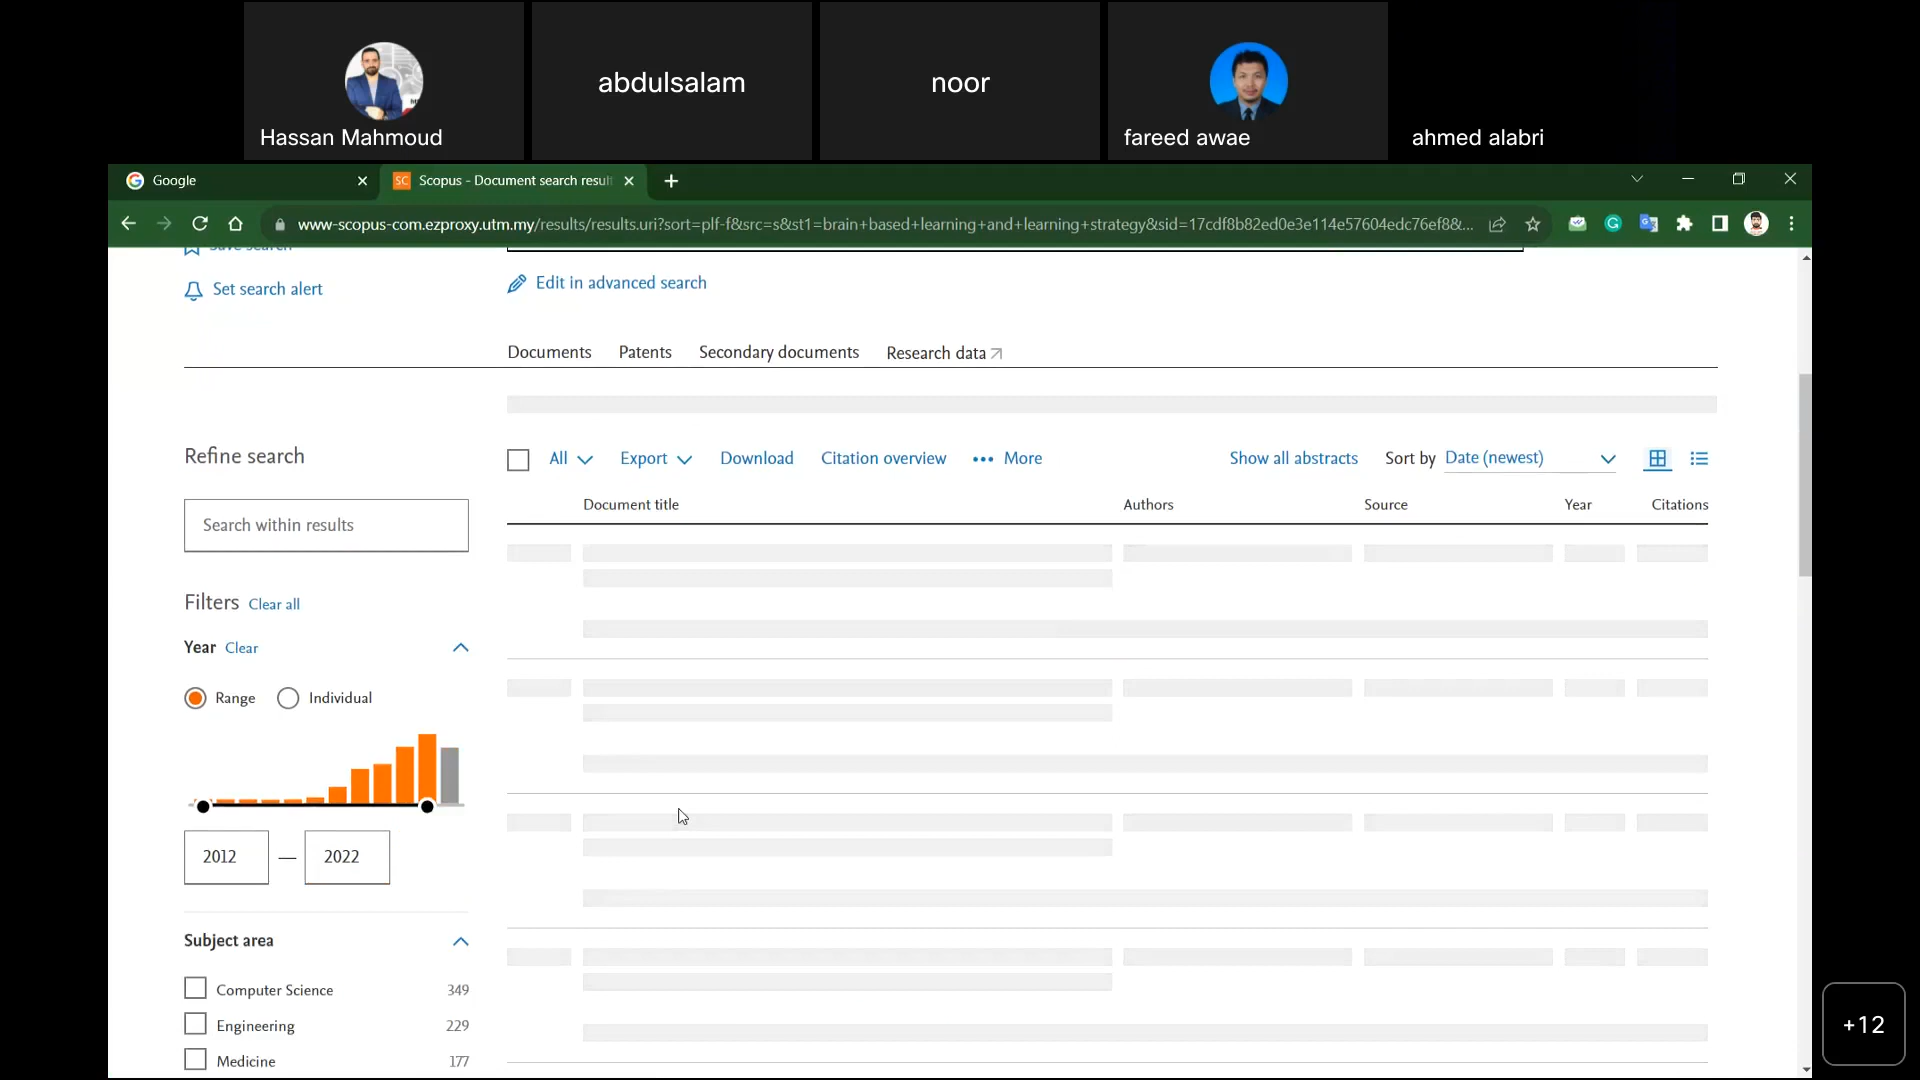 abdulsalam
noor
Hassan Mahmoud
fareed awae
ahmed alabri
Google
Scopus - Document search resul
www-scopus-com.ezproxy.utm.my/results/results.uri?sort=plf-f&src=s&st1=brain+based+learning+and+learning+strategy&sid=17cdf8b82ed0e3e114e57604edc76ef8&...
Save search
Set search alert
Edit in advanced search
Documents Patents Secondary documents Research data
Refine search
Search within results
Filters Clear all
Year Clear
Range Individual
2012 — 2022
Subject area
Computer Science 349
Engineering 229
Medicine 177
All Export Download Citation overview ••• More Show all abstracts Sort by Date (newest)
Document title Authors Source Year Citations
+12